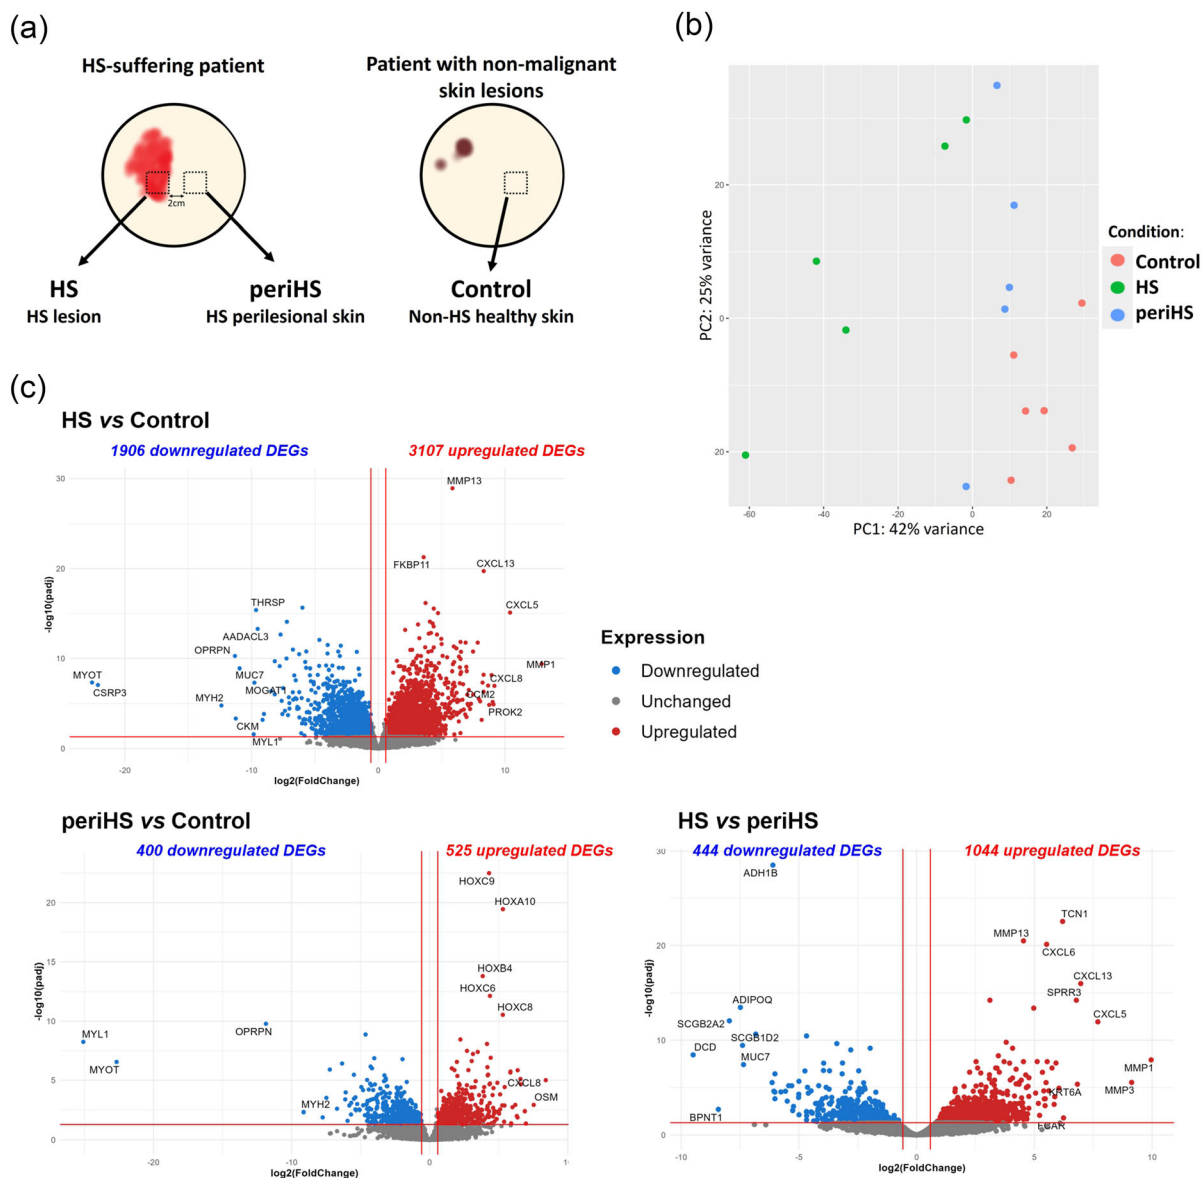 (a)
HS-suffering patient
Patient with non-malignant
skin lesions
2cm
HS
HS lesion
periHS
HS perilesional skin
Control
Non-HS healthy skin
(b)
PC2: 25% variance
20
0
20
-60
-40
-20
0
20
PC1: 42% variance
Condition:
Control
HS
periHS
(c)
HS vs Control
1906 downregulated DEGs
3107 upregulated DEGs
-log10(padj)
30
20
10
0
MMP13
FKBP11
CXCL13
THRSP
CXCL5
AADACL3
OPRPN
MMP1
MYOT
MUC7
CXCL8
CSRP3
MOGAT1
DCM2
MYH2
PROK2
CKM
MYL1
-20
-10
0
10
log2(FoldChange)
Expression
Downregulated
Unchanged
Upregulated
periHS vs Control
400 downregulated DEGs
525 upregulated DEGs
-log10(padj)
20
15
10
5
0
HOXC9
HOXA10
HOXB4
HOXC6
HOXC8
OPRPN
MYL1
MYOT
CXCL8
OSM
MYH2
-20
-10
0
1
log2(FoldChange)
HS vs periHS
444 downregulated DEGs
1044 upregulated DEGs
-log10(padj)
30
20
10
0
ADH1B
TCN1
MMP13
CXCL6
CXCL13
SPRR3
ADIPOQ
CXCL5
SCGB2A2
SCGB1D2
DCD
MUC7
MMP1
MMP3
KRT6A
BPNT1
FCAR
-10
-5
0
5
10
log2(FoldChange)